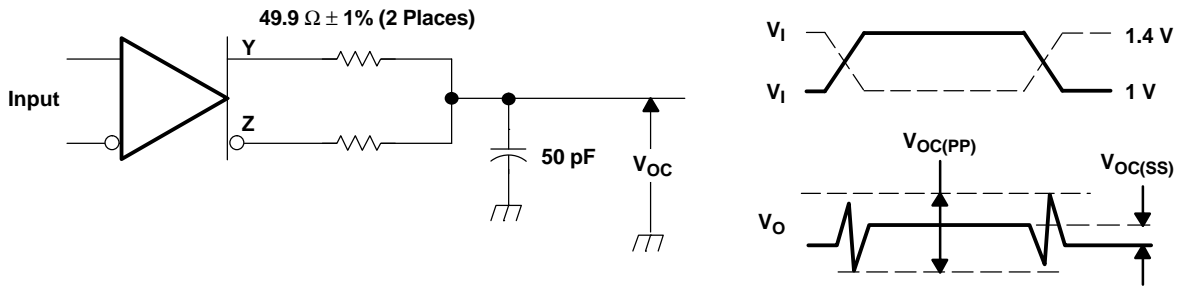 49.9 Ω ± 1% (2 Places)
Y
Input
Z
50 pF
VOC
VI
1.4 V
VI
1 V
VOC(PP)
VOC(SS)
VO